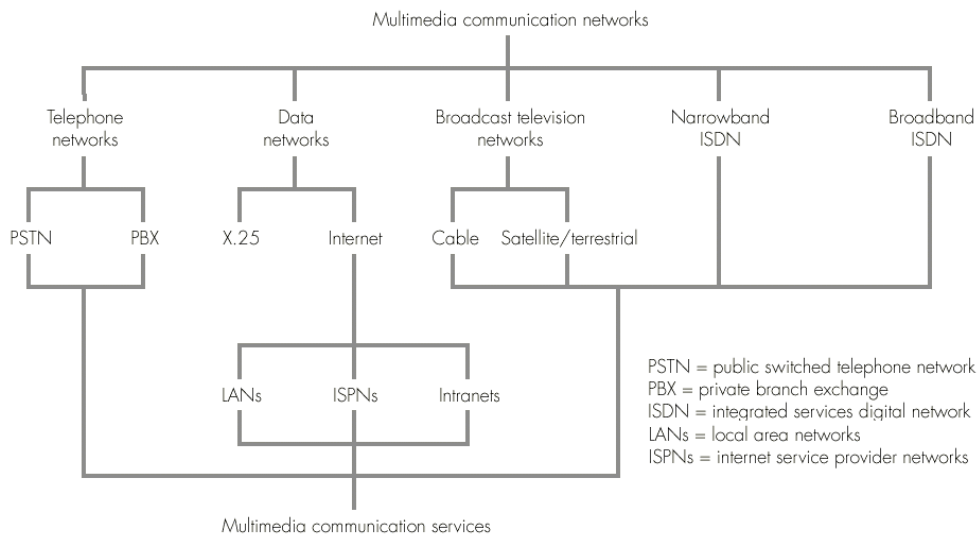 Multimedia communication networks
Telephone
networks
Data
networks
Broadcast television
networks
Narrowband
ISDN
Broadband
ISDN
PSTN
PBX
X.25
Internet
Cable
Satellite/terrestrial
LANs
ISPNs
Intranets
PSTN = public switched telephone network
PBX = private branch exchange
ISDN = integrated services digital network
LANs = local area networks
ISPNs = internet service provider networks
Multimedia communication services